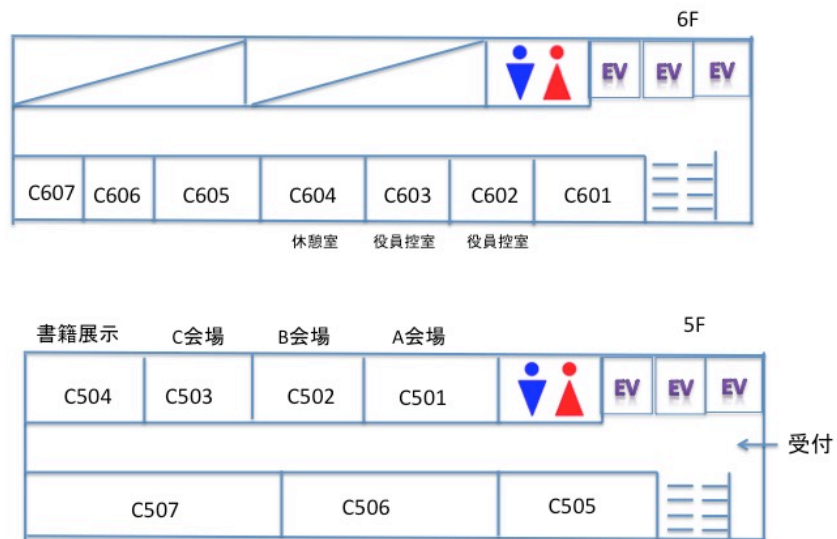 6F
EV EV EV
C607 C606 C605 C604 C603 C602 C601
休憩室 役員控室 役員控室
5F
書籍展示 C会場 B会場 A会場
EV EV EV
C504 C503 C502 C501
受付
C507 C506 C505